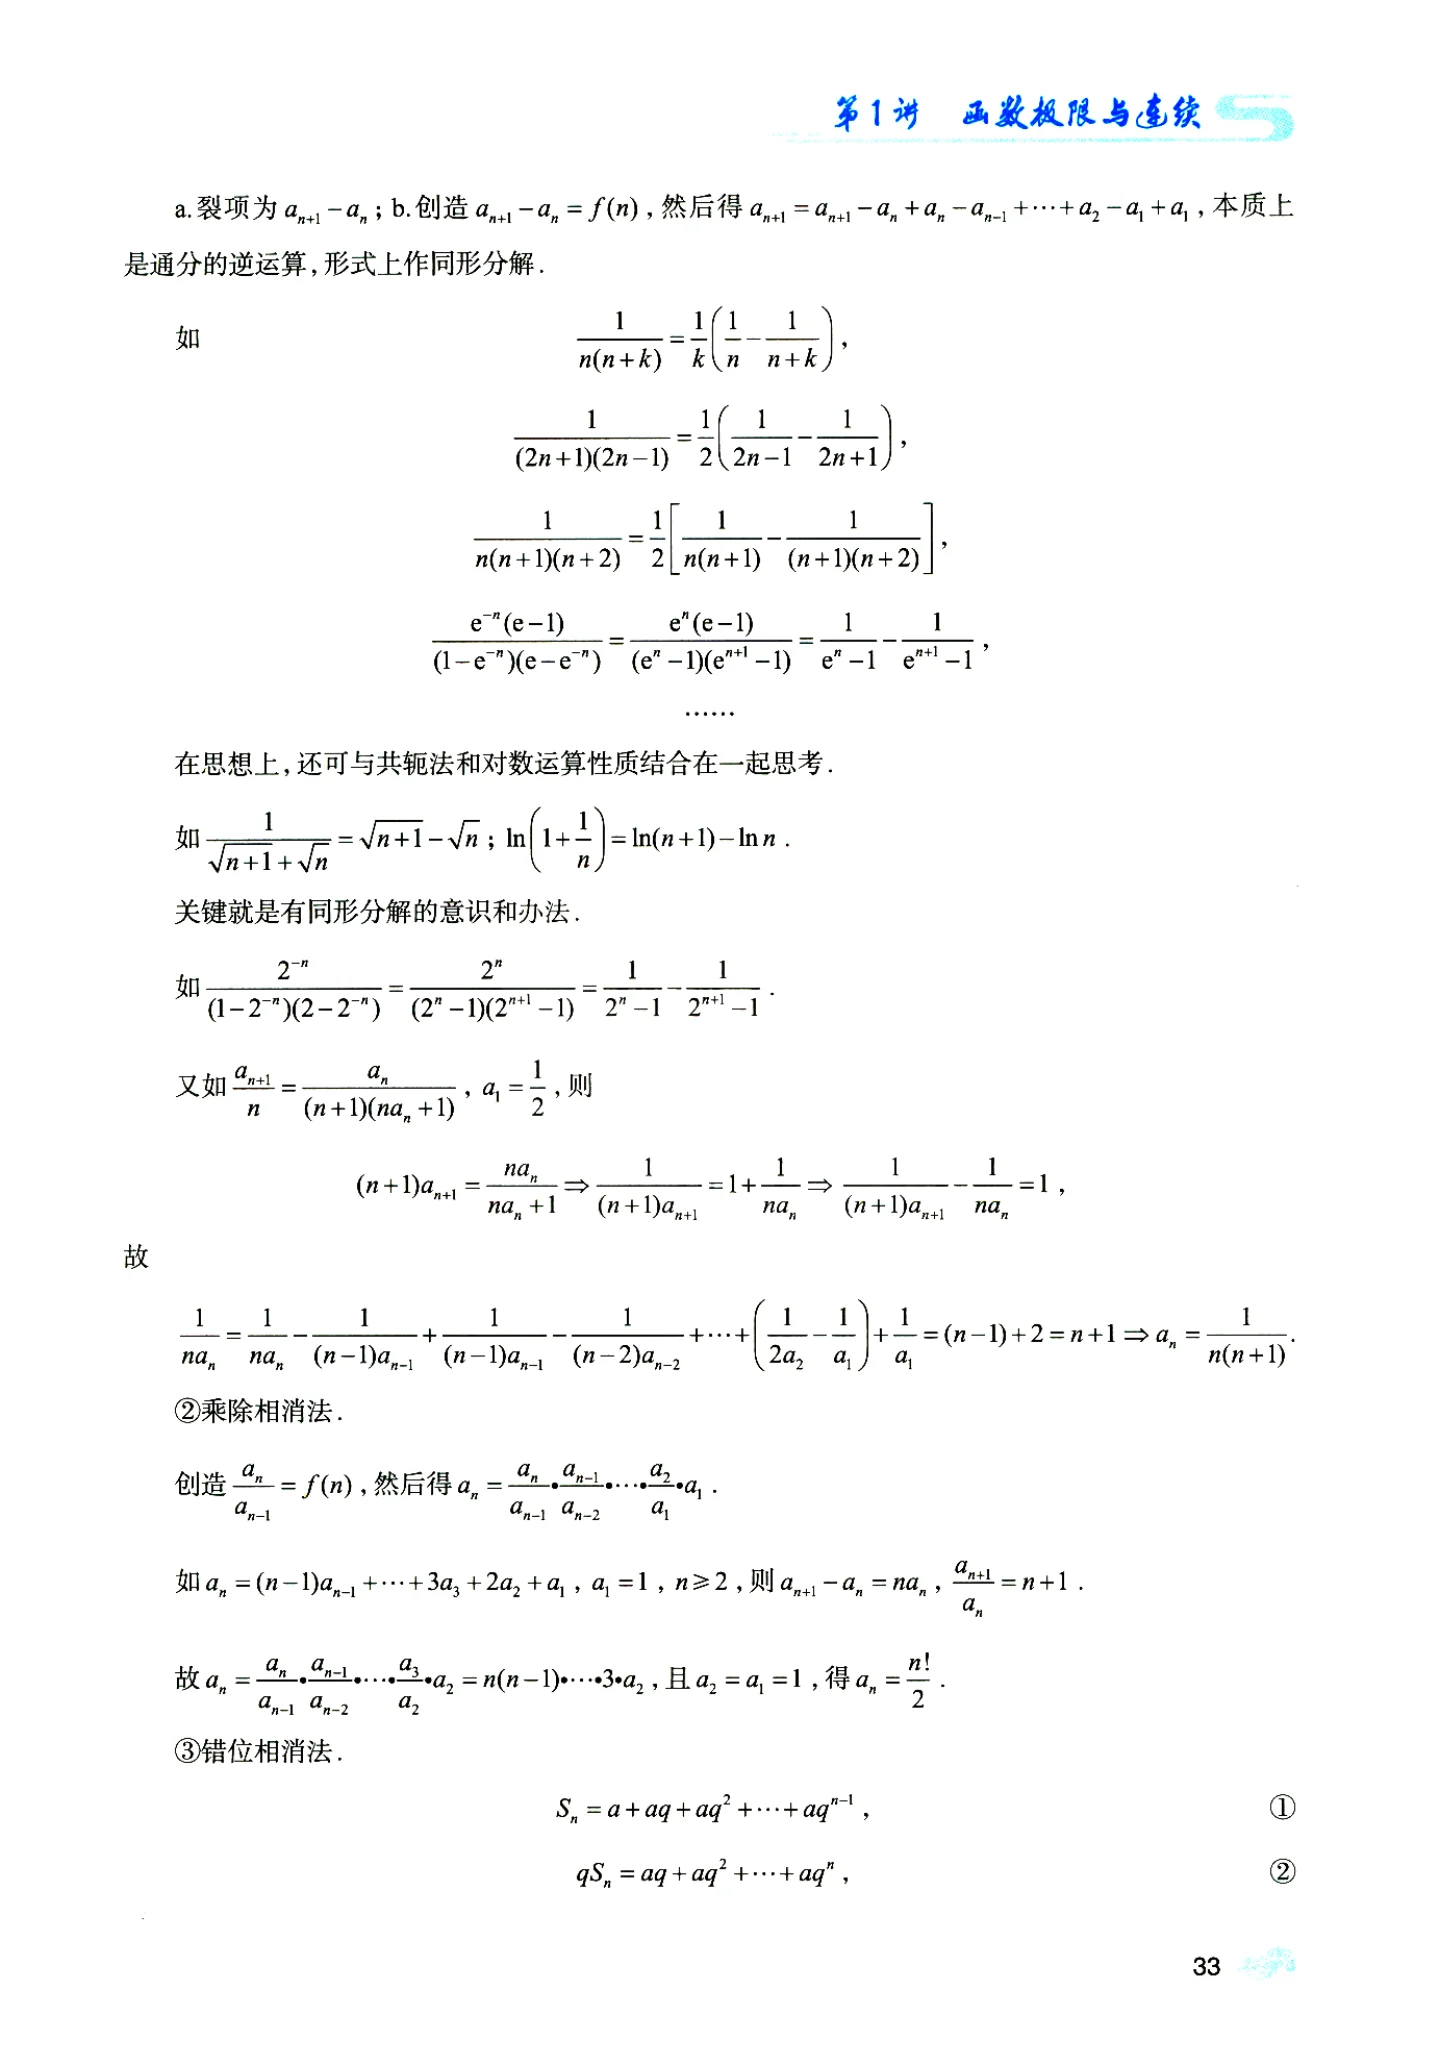 第1讲 函数极限与连续
a.裂项为 $a_{n+1}-a_n$；b.创造 $a_{n+1}-a_n=f(n)$，然后得 $a_{n+1}=a_{n+1}-a_n+a_n-a_{n-1}+\cdots+a_2-a_1+a_1$，本质上
是通分的逆运算，形式上作同形分解.
如 $\frac{1}{n(n+k)}=\frac{1}{k}\left(\frac{1}{n}-\frac{1}{n+k}\right)$，
$\frac{1}{(2n+1)(2n-1)}=\frac{1}{2}\left(\frac{1}{2n-1}-\frac{1}{2n+1}\right)$，
$\frac{1}{n(n+1)(n+2)}=\frac{1}{2}\left[\frac{1}{n(n+1)}-\frac{1}{(n+1)(n+2)}\right]$，
$\frac{e^{-n}(e-1)}{(1-e^{-n})(e-e^{-n})}=\frac{e^n(e-1)}{(e^n-1)(e^{n+1}-1)}=\frac{1}{e^n-1}-\frac{1}{e^{n+1}-1}$，
……
在思想上，还可与共轭法和对数运算性质结合在一起思考.
如 $\frac{1}{\sqrt{n+1}+\sqrt{n}}=\sqrt{n+1}-\sqrt{n}$；$\ln\left(1+\frac{1}{n}\right)=\ln(n+1)-\ln n$.
关键就是有同形分解的意识和办法.
如 $\frac{2^{-n}}{(1-2^{-n})(2-2^{-n})}=\frac{2^n}{(2^n-1)(2^{n+1}-1)}=\frac{1}{2^n-1}-\frac{1}{2^{n+1}-1}$.
又如 $\frac{a_{n+1}}{n}=\frac{a_n}{(n+1)(na_n+1)}$，$a_1=\frac{1}{2}$，则
$(n+1)a_{n+1}=\frac{na_n}{na_n+1}\Rightarrow\frac{1}{(n+1)a_{n+1}}=1+\frac{1}{na_n}\Rightarrow\frac{1}{(n+1)a_{n+1}}-\frac{1}{na_n}=1$，
故
$\frac{1}{na_n}=\frac{1}{na_n}-\frac{1}{(n-1)a_{n-1}}+\frac{1}{(n-1)a_{n-1}}-\frac{1}{(n-2)a_{n-2}}+\cdots+\left(\frac{1}{2a_2}-\frac{1}{a_1}\right)+\frac{1}{a_1}=(n-1)+2=n+1\Rightarrow a_n=\frac{1}{n(n+1)}$.
②乘除相消法.
创造 $\frac{a_n}{a_{n-1}}=f(n)$，然后得 $a_n=\frac{a_n}{a_{n-1}}\cdot\frac{a_{n-1}}{a_{n-2}}\cdot\cdots\cdot\frac{a_2}{a_1}\cdot a_1$.
如 $a_n=(n-1)a_{n-1}+\cdots+3a_3+2a_2+a_1$，$a_1=1$，$n\geqslant 2$，则 $a_{n+1}-a_n=na_n$，$\frac{a_{n+1}}{a_n}=n+1$.
故 $a_n=\frac{a_n}{a_{n-1}}\cdot\frac{a_{n-1}}{a_{n-2}}\cdot\cdots\cdot\frac{a_3}{a_2}\cdot a_2=n(n-1)\cdot\cdots\cdot 3\cdot a_2$，且 $a_2=a_1=1$，得 $a_n=\frac{n!}{2}$.
③错位相消法.
$S_n=a+aq+aq^2+\cdots+aq^{n-1}$， ①
$qS_n=aq+aq^2+\cdots+aq^n$， ②
33